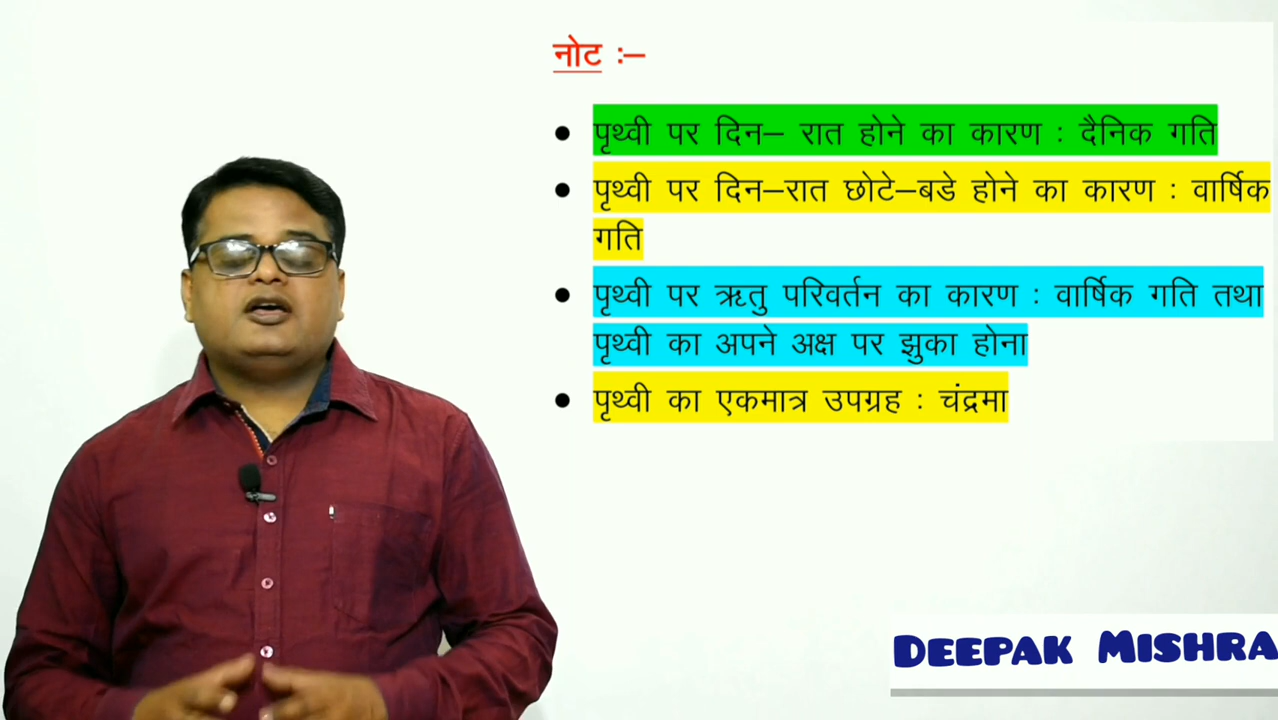 नोट :–
• पृथ्वी पर दिन– रात होने का कारण : दैनिक गति
• पृथ्वी पर दिन–रात छोटे–बडे होने का कारण : वार्षिक
गति
• पृथ्वी पर ऋतु परिवर्तन का कारण : वार्षिक गति तथा
पृथ्वी का अपने अक्ष पर झुका होना
• पृथ्वी का एकमात्र उपग्रह : चंद्रमा
DEEPAK MISHRA